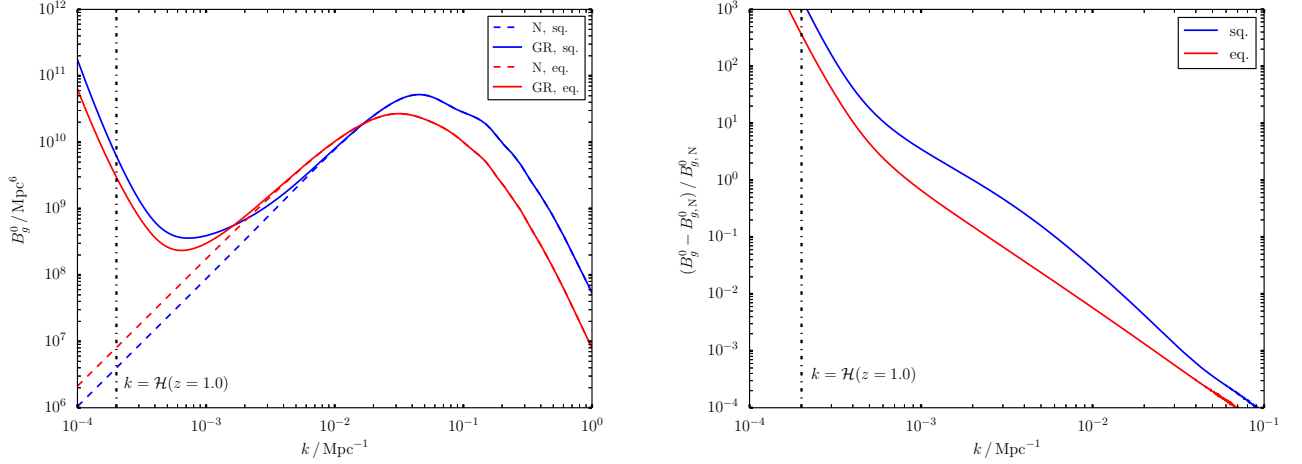 10^12
10^11
10^10
10^9
10^8
10^7
10^6
B_g^0 / Mpc^6
N, sq.
GR, sq.
N, eq.
GR, eq.
k = ℋ(z = 1.0)
10^−4
10^−3
10^−2
10^−1
10^0
k / Mpc^−1
10^3
10^2
10^1
10^0
10^−1
10^−2
10^−3
10^−4
(B_g^0 − B_{g,N}^0) / B_{g,N}^0
sq.
eq.
k = ℋ(z = 1.0)
10^−4
10^−3
10^−2
10^−1
k / Mpc^−1